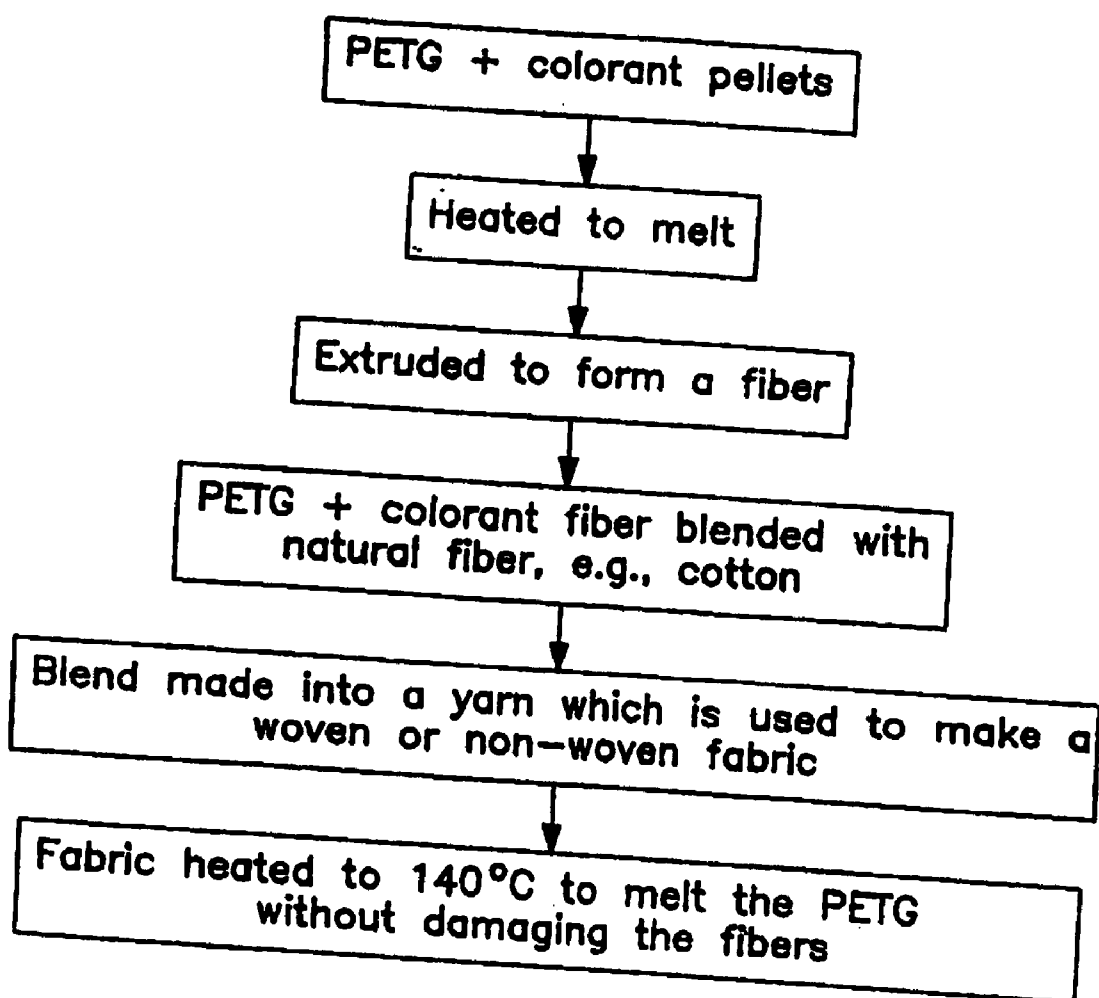 PETG + colorant pellets
Heated to melt
Extruded to form a fiber
PETG + colorant fiber blended with
natural fiber, e.g., cotton
Blend made into a yarn which is used to make a
woven or non-woven fabric
Fabric heated to 140°C to melt the PETG
without damaging the fibers